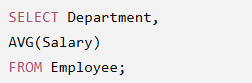 SELECT Department,
AVG(Salary)
FROM Employee;